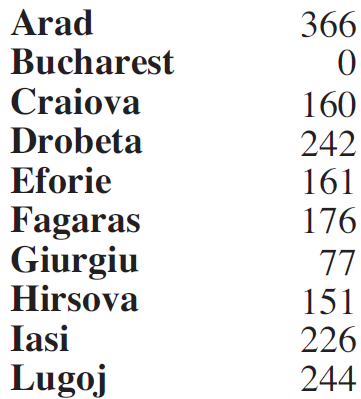 Arad 366
Bucharest 0
Craiova 160
Drobeta 242
Eforie 161
Fagaras 176
Giurgiu 77
Hirsova 151
Iasi 226
Lugoj 244